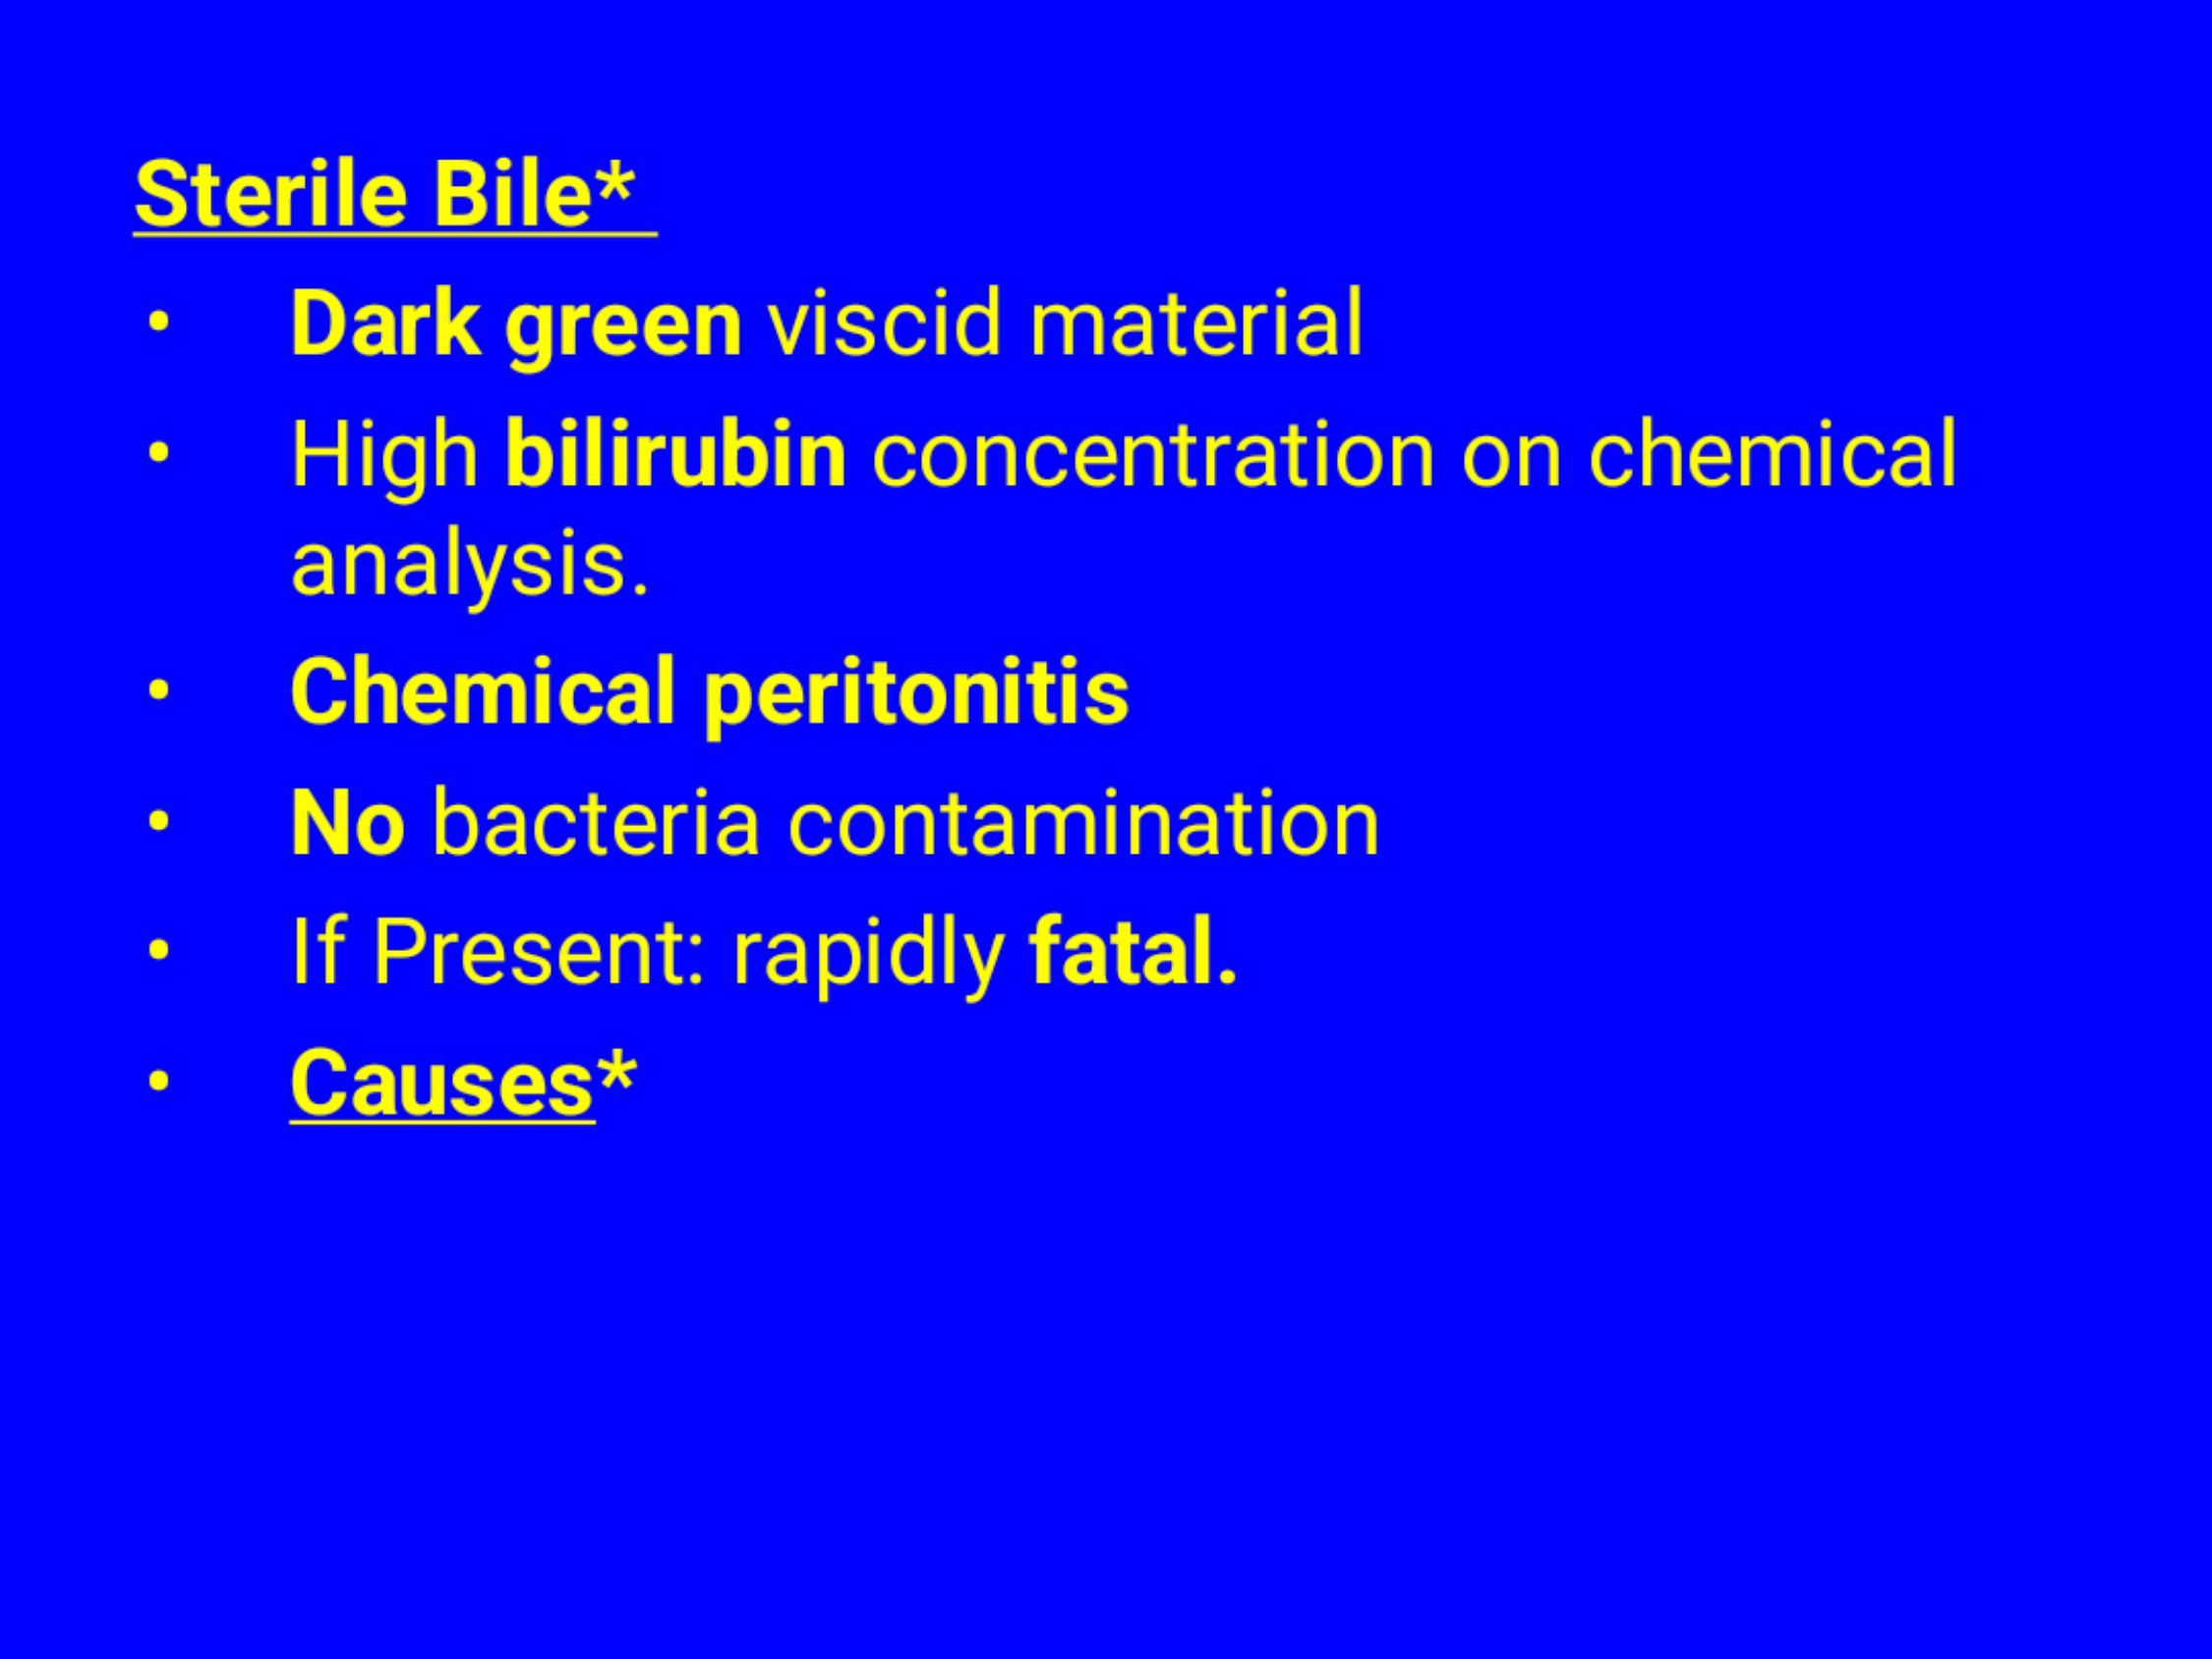 Sterile Bile*
• Dark green viscid material
• High bilirubin concentration on chemical
analysis.
• Chemical peritonitis
• No bacteria contamination
• If Present: rapidly fatal.
• Causes*